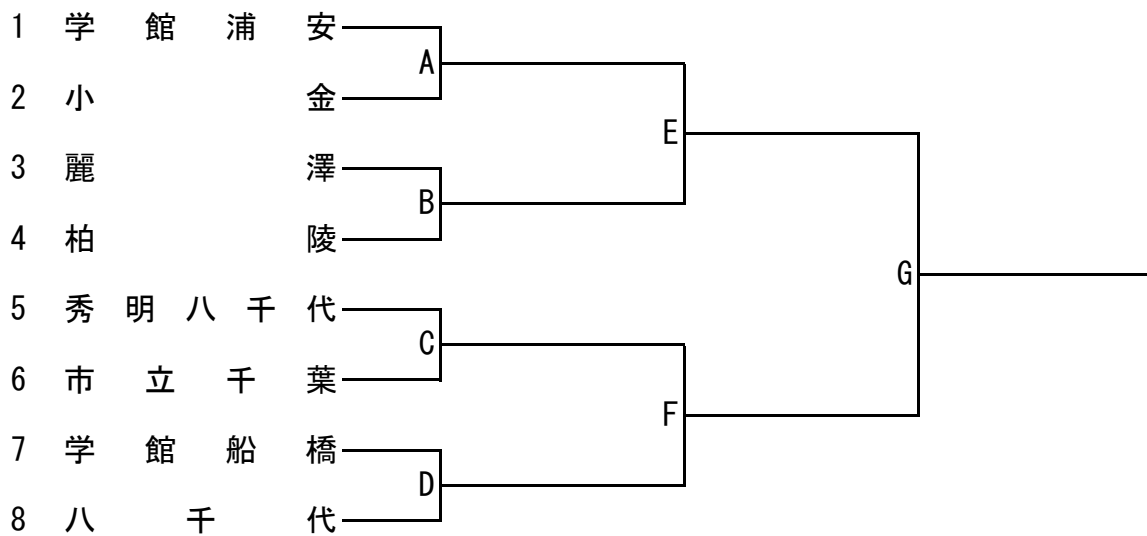 1 学館浦安
A
2 小金
E
3 麗澤
B
4 柏陵
G
5 秀明八千代
C
6 市立千葉
F
7 学館船橋
D
8 八千代